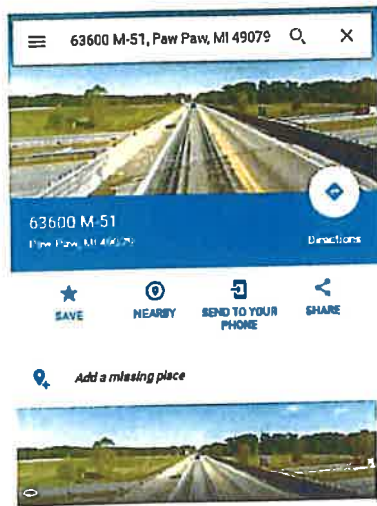 63600 M-51, Paw Paw, MI 49079
63600 M-51
Paw Paw, MI 49079
Directions
SAVE
NEARBY
SEND TO YOUR
PHONE
SHARE
Add a missing place